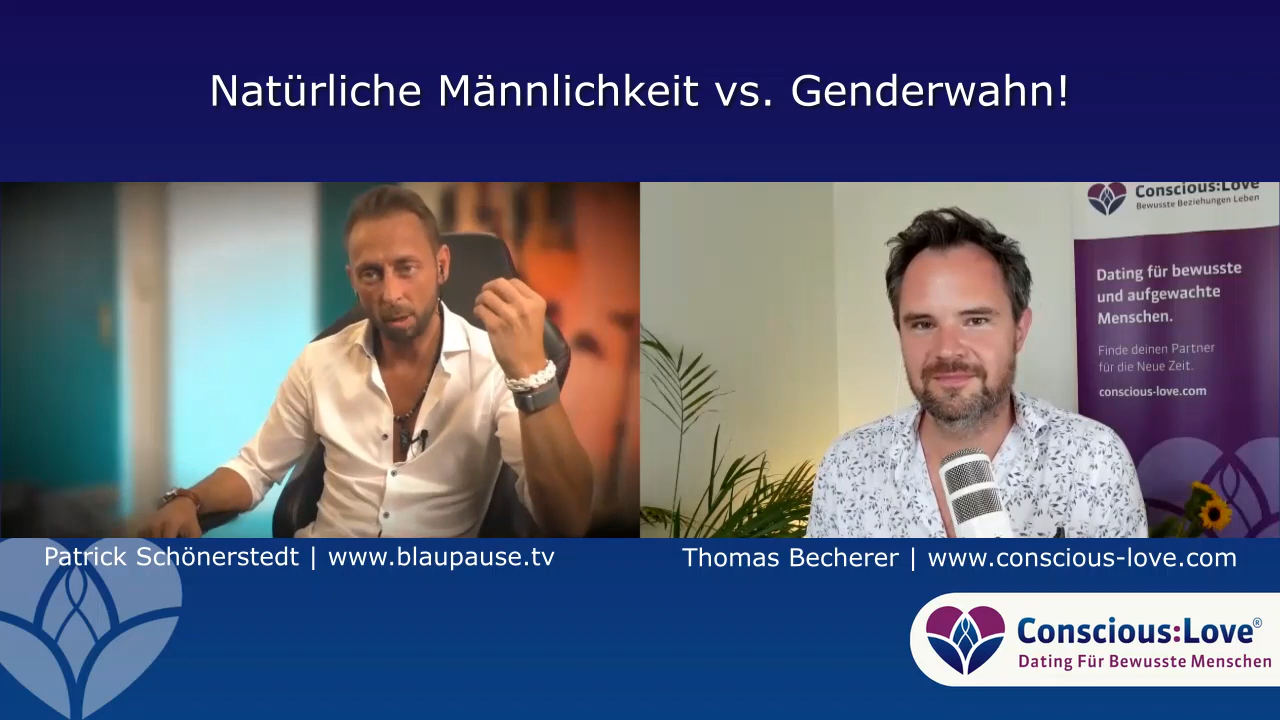 Natürliche Männlichkeit vs. Genderwahn!
Conscious:Love
Bewusste Beziehungen Leben
Dating für bewusste
und aufgewachte
Menschen.
Finde deinen Partner
für die Neue Zeit.
conscious-love.com
Patrick Schönerstedt | www.blaupause.tv
Thomas Becherer | www.conscious-love.com
Conscious:Love®
Dating Für Bewusste Menschen